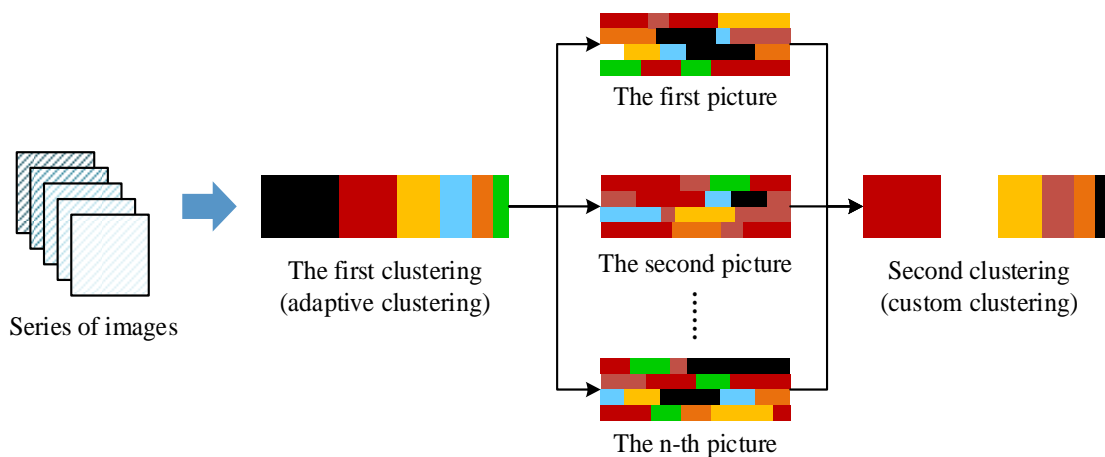 Series of images
The first clustering
(adaptive clustering)
The first picture
The second picture
The n-th picture
Second clustering
(custom clustering)